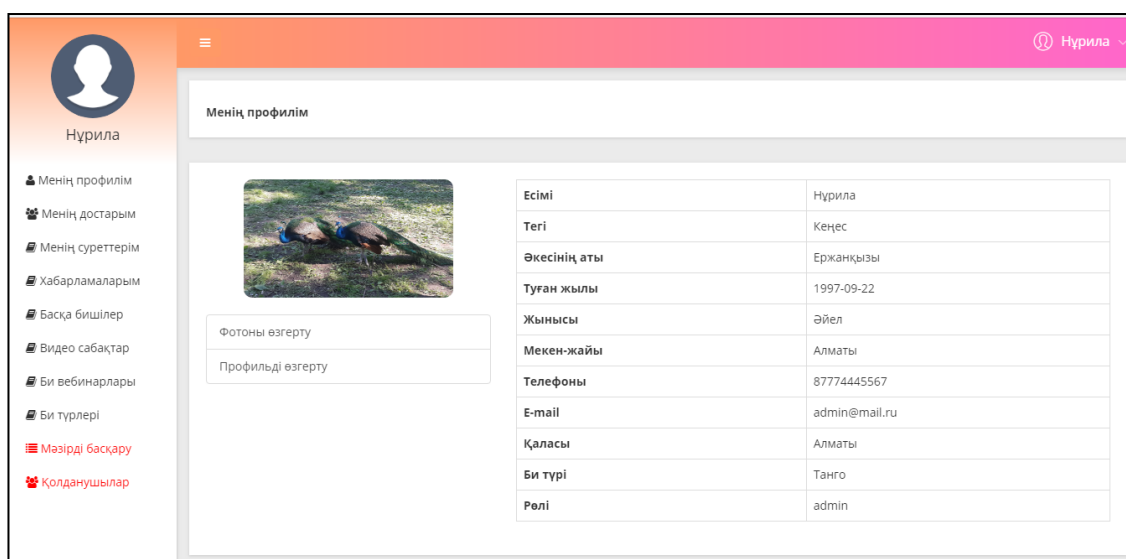 Нұрила
Менің профилім
Нұрила
Менің профилім
Менің достарым
Менің суреттерім
Хабарламаларым
Басқа бишілер
Видео сабақтар
Би вебинарлары
Би түрлері
Мәзірді басқару
Қолданушылар
Фотоны өзгерту
Профильді өзгерту
Есімі Нұрила
Тегі Кеңес
Әкесінің аты Ержанқызы
Туған жылы 1997-09-22
Жынысы Әйел
Мекен-жайы Алматы
Телефоны 87774445567
E-mail admin@mail.ru
Қаласы Алматы
Би түрі Танго
Рөлі admin